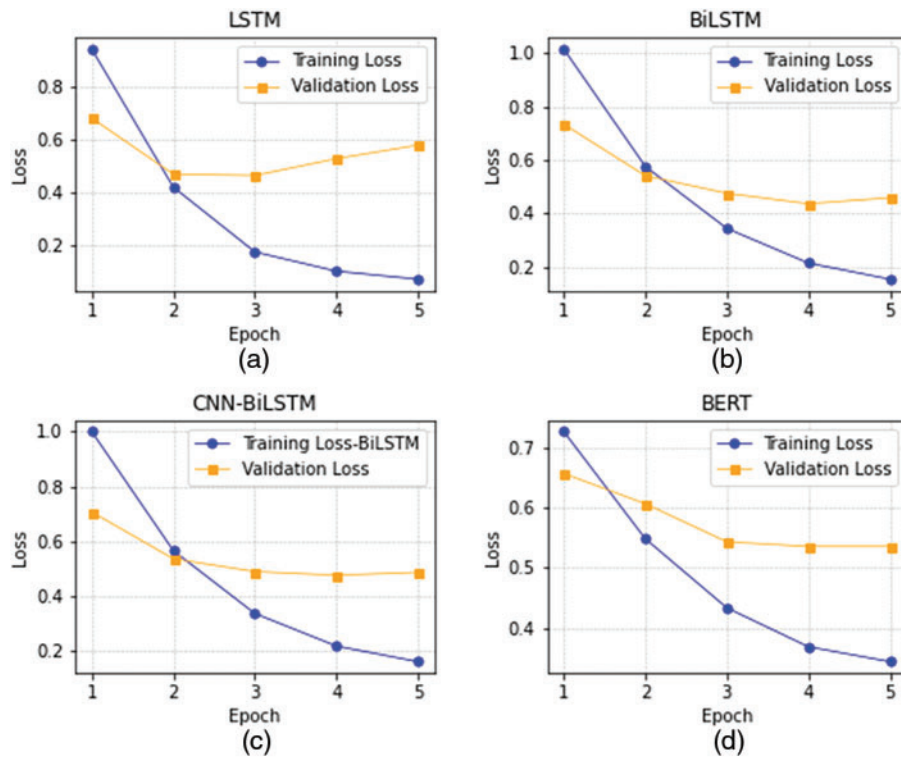 LSTM
Loss
0.8
0.6
0.4
0.2
Training Loss
Validation Loss
1 2 3 4 5
Epoch
(a)
BiLSTM
Loss
1.0
0.8
0.6
0.4
0.2
Training Loss
Validation Loss
1 2 3 4 5
Epoch
(b)
CNN-BiLSTM
Loss
1.0
0.8
0.6
0.4
0.2
Training Loss-BiLSTM
Validation Loss
1 2 3 4 5
Epoch
(c)
BERT
Loss
0.7
0.6
0.5
0.4
Training Loss
Validation Loss
1 2 3 4 5
Epoch
(d)